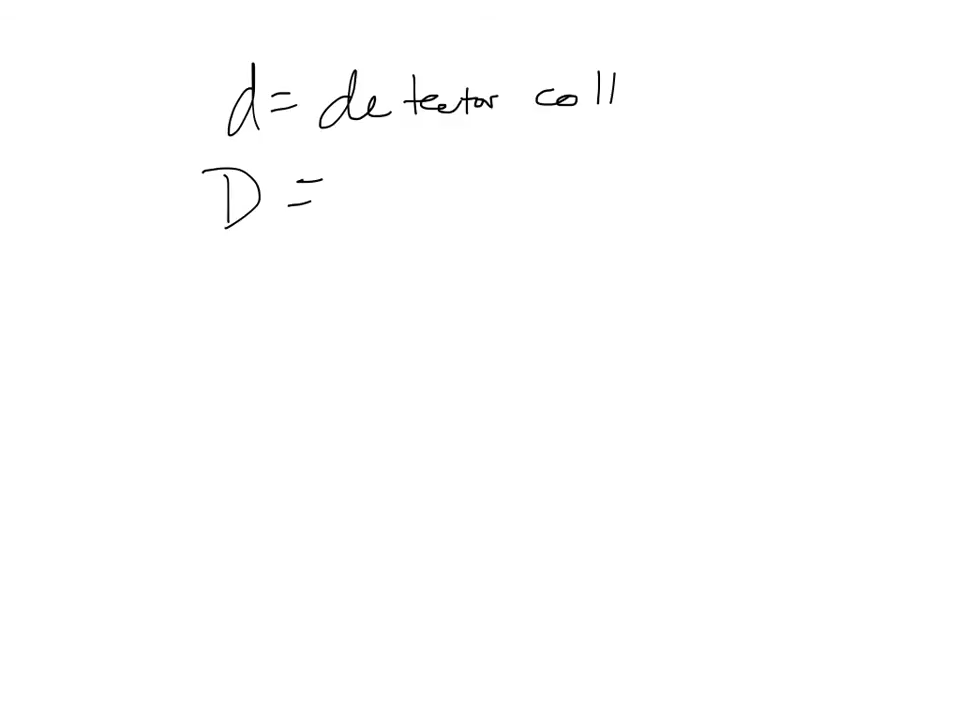 d = detector coll
D =